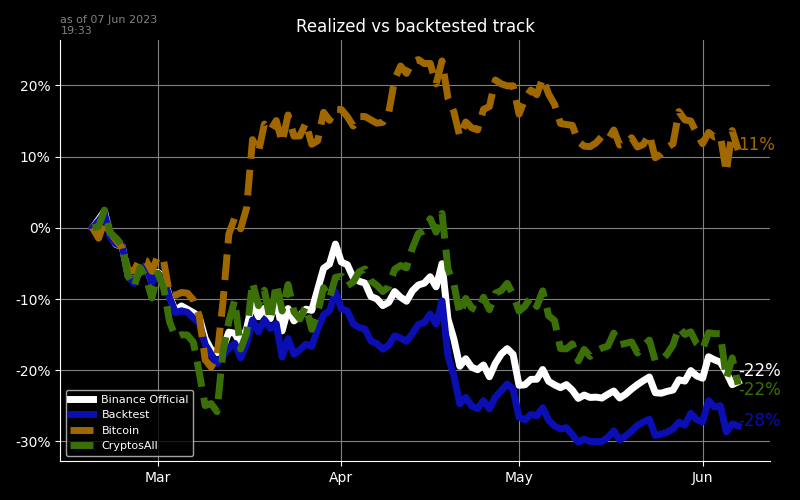 as of 07 Jun 2023
19:33
Realized vs backtested track
20%
10%
0%
-10%
-20%
-30%
11%
-22%
-22%
-28%
Binance Official
Backtest
Bitcoin
CryptosAll
Mar
Apr
May
Jun